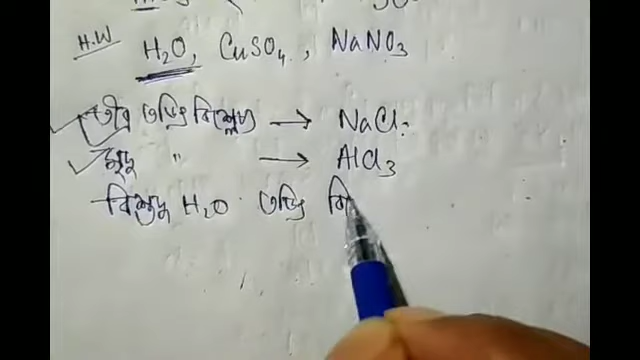 H.W H₂O, CuSO₄, NaNO₃
তীব্র তড়িৎ বিশ্লেষ্য → NaCl
মৃদু " → AlCl₃
বিশুদ্ধ H₂O তড়িৎ বি